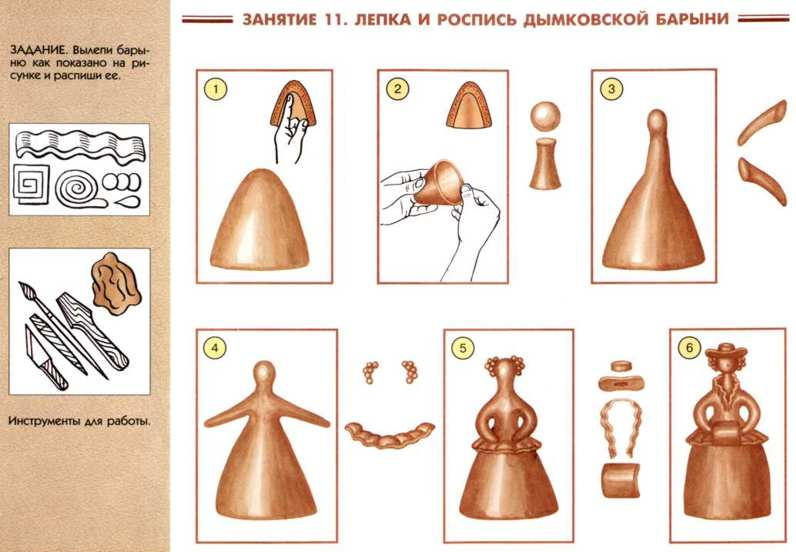 ЗАНЯТИЕ 11. ЛЕПКА И РОСПИСЬ ДЫМКОВСКОЙ БАРЫНИ
ЗАДАНИЕ. Вылепи бары-
ню как показано на ри-
сунке и распиши ее.
1
2
3
4
5
6
Инструменты для работы.